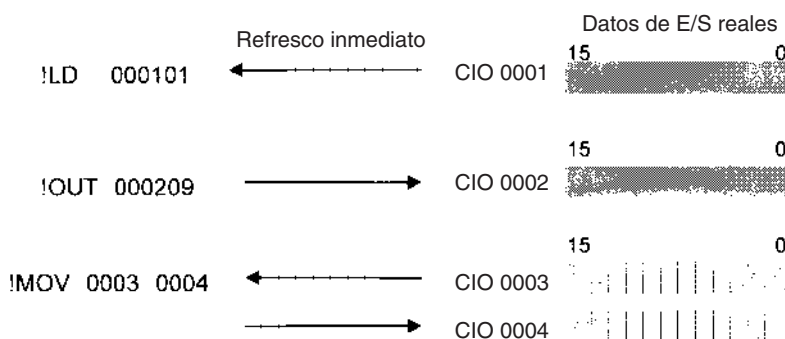 Refresco inmediato
Datos de E/S reales
15 0
!LD 000101
CIO 0001
15 0
!OUT 000209
CIO 0002
15 0
!MOV 0003 0004
CIO 0003
CIO 0004